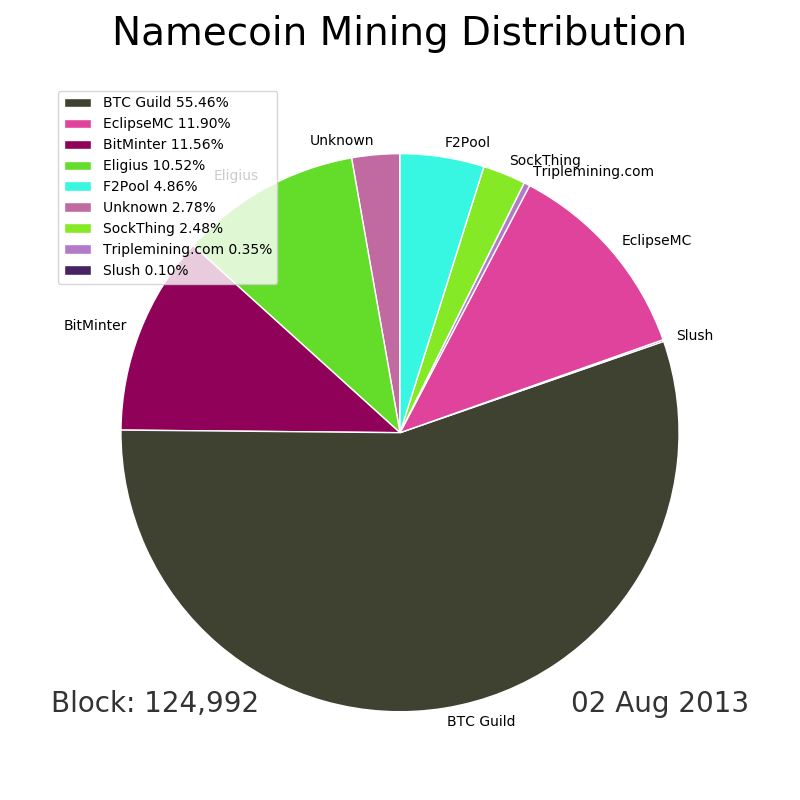 Namecoin Mining Distribution
BTC Guild 55.46%
EclipseMC 11.90%
BitMinter 11.56%
Eligius 10.52%
F2Pool 4.86%
Unknown 2.78%
SockThing 2.48%
Triplemining.com 0.35%
Slush 0.10%
Unknown
F2Pool
SockThing
Triplemining.com
Eligius
EclipseMC
BitMinter
Slush
Block: 124,992
02 Aug 2013
BTC Guild